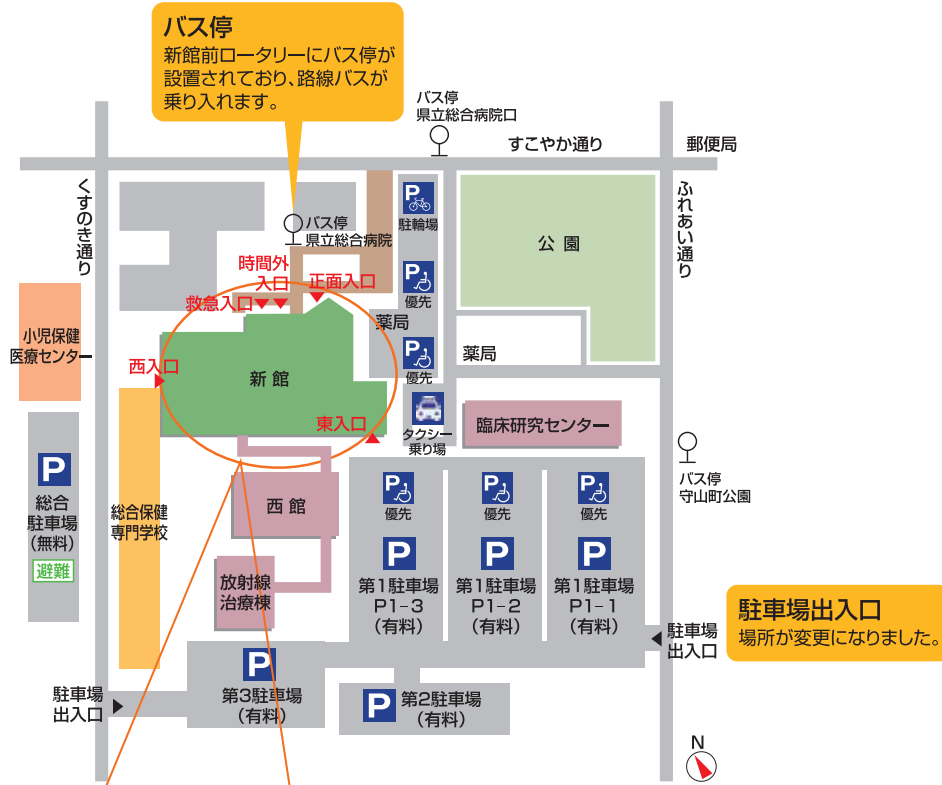 バス停
新館前ロータリーにバス停が
設置されており、路線バスが
乗り入れます。
バス停
県立総合病院口
すこやか通り
郵便局
くすのき通り
ふれあい通り
P
駐輪場
バス停
県立総合病院
公園
時間外
入口
正面入口
救急入口
P
優先
薬局
小児保健
医療センター
西入口
新館
P
優先
薬局
東入口
タクシー
乗り場
臨床研究センター
バス停
守山町公園
P
総合
駐車場
(無料)
避難
総合保健
専門学校
西館
放射線
治療棟
P
優先
P
優先
P
優先
P
第1駐車場
P1-3
(有料)
P
第1駐車場
P1-2
(有料)
P
第1駐車場
P1-1
(有料)
駐車場出入口
場所が変更になりました。
駐車場
出入口
P
第3駐車場
(有料)
P
第2駐車場
(有料)
駐車場
出入口
N